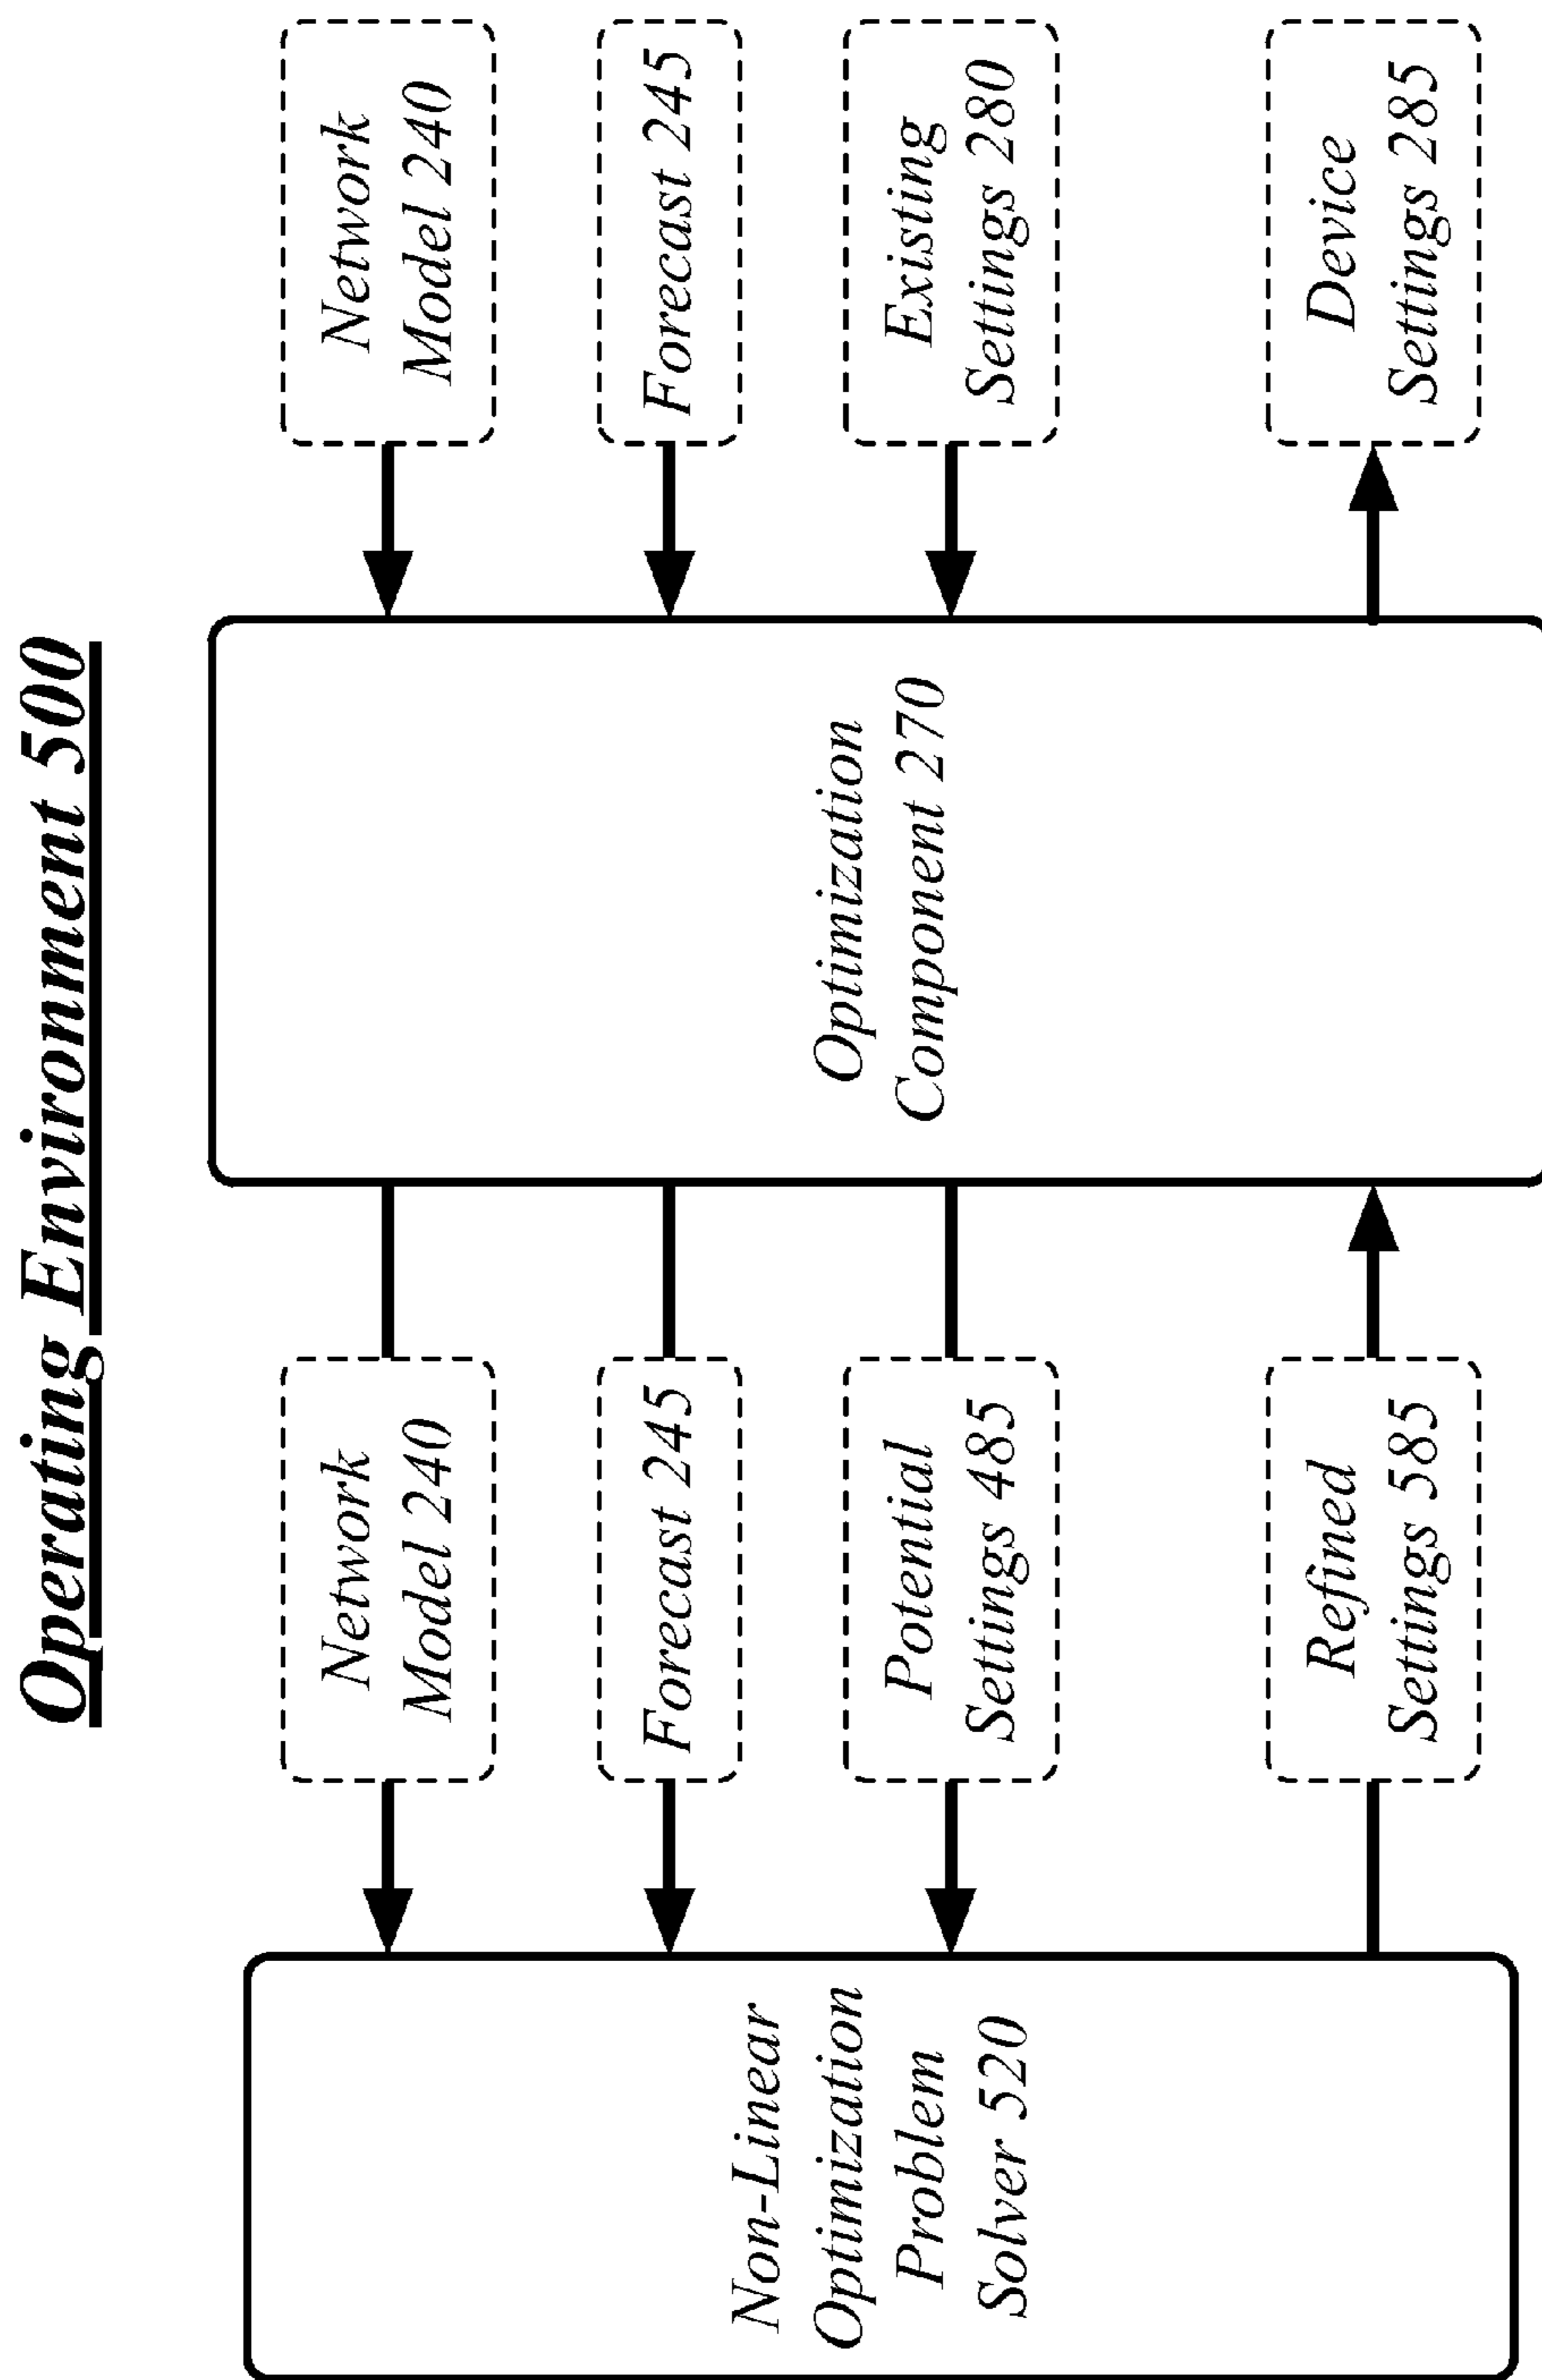 Operating Environment 500
Non-Linear
Optimization
Problem
Solver 520
Network
Model 240
Forecast 245
Potential
Settings 485
Refined
Settings 585
Optimization
Component 270
Network
Model 240
Forecast 245
Existing
Settings 280
Device
Settings 285